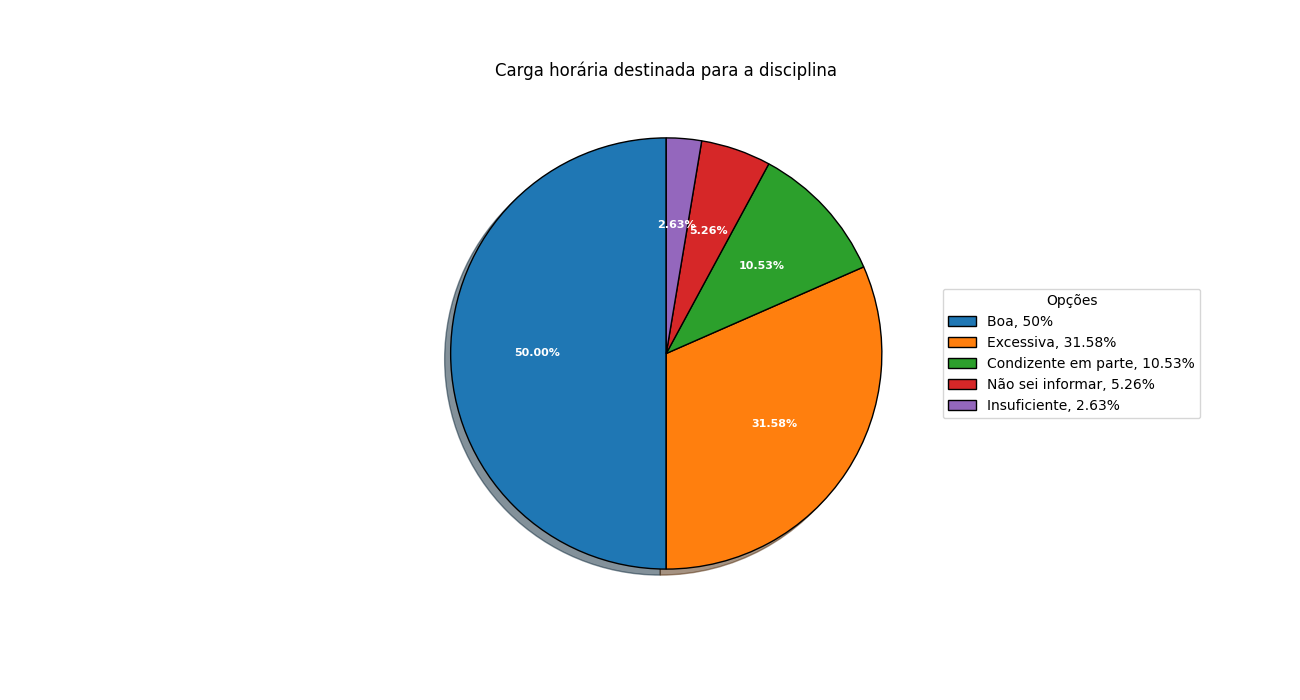 Carga horária destinada para a disciplina
2.63%
5.26%
10.53%
50.00%
31.58%
Opções
Boa, 50%
Excessiva, 31.58%
Condizente em parte, 10.53%
Não sei informar, 5.26%
Insuficiente, 2.63%